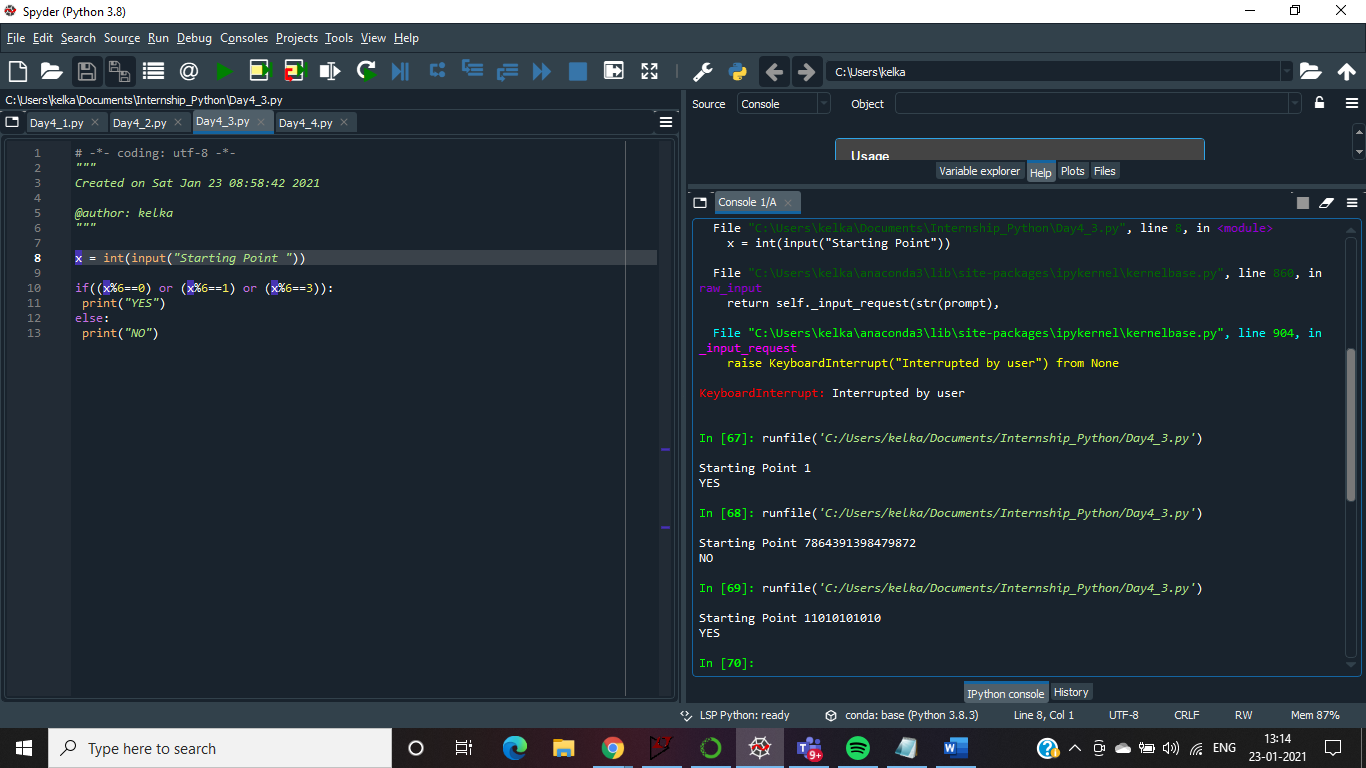 Spyder (Python 3.8)
File Edit Search Source Run Debug Consoles Projects Tools View Help
C:\Users\kelka
C:\Users\kelka\Documents\Internship_Python\Day4_3.py
Day4_1.py
Day4_2.py
Day4_3.py
Day4_4.py
1 # -*- coding: utf-8 -*-
2 """
3 Created on Sat Jan 23 08:58:42 2021
4
5 @author: kelka
6 """
7
8 x = int(input("Starting Point "))
9
10 if((x%6==0) or (x%6==1) or (x%6==3)):
11  print("YES")
12 else:
13  print("NO")
Source Console Object
Usage
Variable explorer Help Plots Files
Console 1/A
File "C:\Users\kelka\Documents\Internship_Python\Day4_3.py", line 8, in <module>
x = int(input("Starting Point"))
File "C:\Users\kelka\anaconda3\lib\site-packages\ipykernel\kernelbase.py", line 860, in
raw_input
return self._input_request(str(prompt),
File "C:\Users\kelka\anaconda3\lib\site-packages\ipykernel\kernelbase.py", line 904, in
_input_request
raise KeyboardInterrupt("Interrupted by user") from None
KeyboardInterrupt: Interrupted by user
In [67]: runfile('C:/Users/kelka/Documents/Internship_Python/Day4_3.py')
Starting Point 1
YES
In [68]: runfile('C:/Users/kelka/Documents/Internship_Python/Day4_3.py')
Starting Point 7864391398479872
NO
In [69]: runfile('C:/Users/kelka/Documents/Internship_Python/Day4_3.py')
Starting Point 11010101010
YES
In [70]:
IPython console History
LSP Python: ready conda: base (Python 3.8.3) Line 8, Col 1 UTF-8 CRLF RW Mem 87%
Type here to search
9+
ENG
13:14
23-01-2021